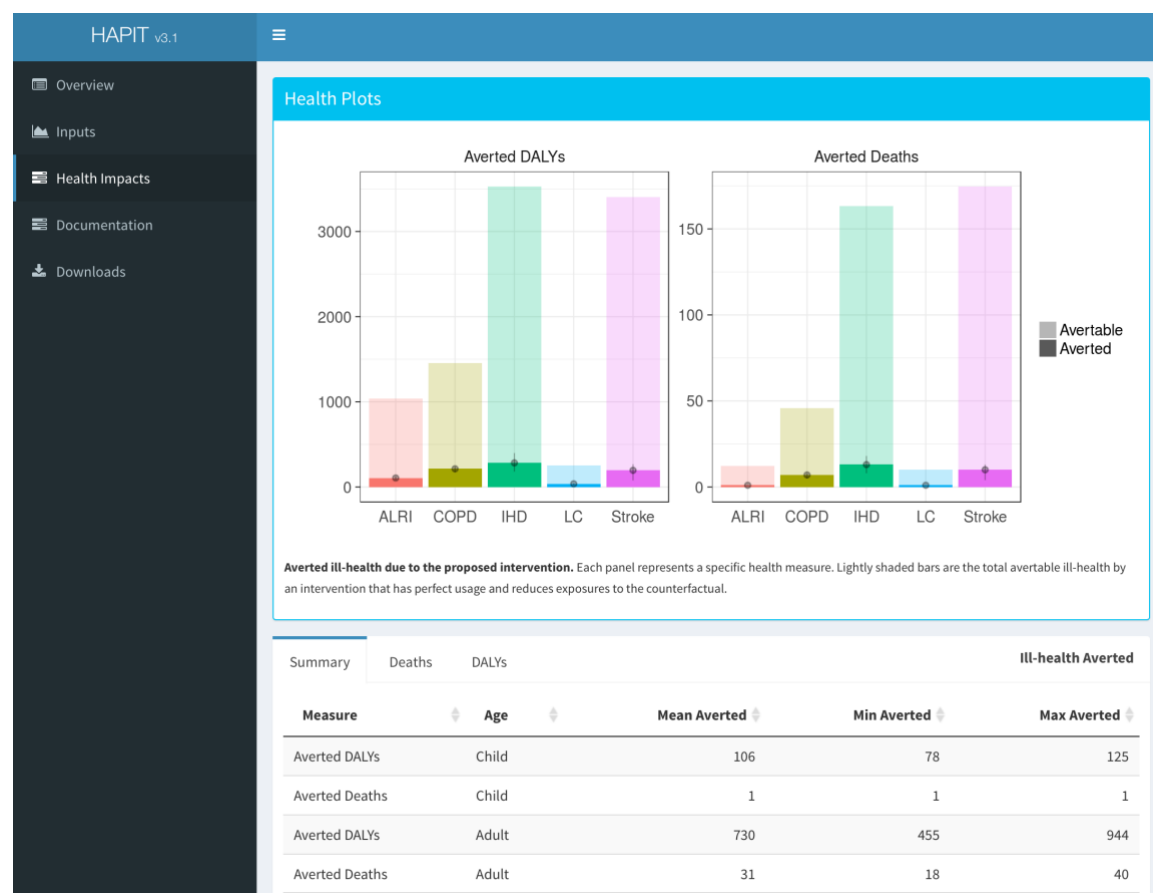 HAPIT v3.1
Overview
Inputs
Health Impacts
Documentation
Downloads
Health Plots
Averted DALYs
3000
2000
1000
0
ALRI COPD IHD LC Stroke
Averted Deaths
150
100
50
0
ALRI COPD IHD LC Stroke
Avertable
Averted
Averted ill-health due to the proposed intervention. Each panel represents a specific health measure. Lightly shaded bars are the total avertable ill-health by
an intervention that has perfect usage and reduces exposures to the counterfactual.
Summary Deaths DALYs Ill-health Averted
Measure Age Mean Averted Min Averted Max Averted
Averted DALYs Child 106 78 125
Averted Deaths Child 1 1 1
Averted DALYs Adult 730 455 944
Averted Deaths Adult 31 18 40